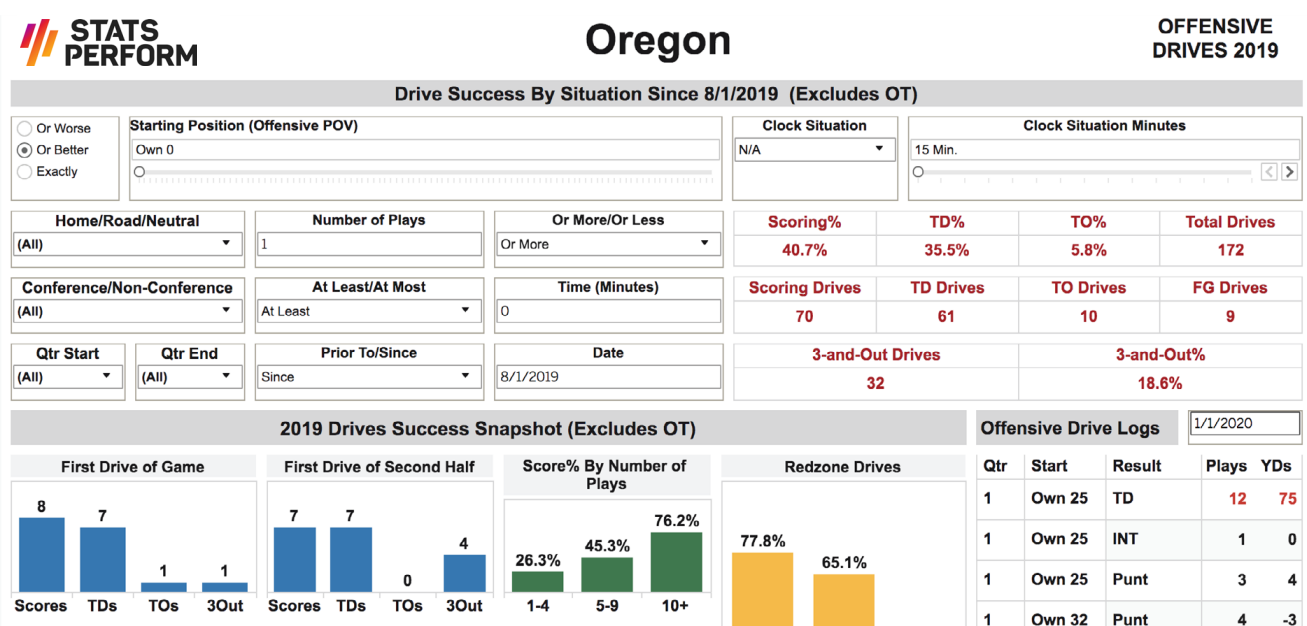 STATS
PERFORM
Oregon
OFFENSIVE
DRIVES 2019
Drive Success By Situation Since 8/1/2019 (Excludes OT)
Or Worse
Or Better
Exactly
Starting Position (Offensive POV)
Own 0
Clock Situation
N/A
Clock Situation Minutes
15 Min.
Home/Road/Neutral
(All)
Number of Plays
1
Or More/Or Less
Or More
Conference/Non-Conference
(All)
At Least/At Most
At Least
Time (Minutes)
0
Qtr Start
(All)
Qtr End
(All)
Prior To/Since
Since
Date
8/1/2019
Scoring% TD% TO% Total Drives
40.7% 35.5% 5.8% 172
Scoring Drives TD Drives TO Drives FG Drives
70 61 10 9
3-and-Out Drives 3-and-Out%
32 18.6%
2019 Drives Success Snapshot (Excludes OT)
First Drive of Game
8 7 1 1
Scores TDs TOs 3Out
First Drive of Second Half
7 7 0 4
Scores TDs TOs 3Out
Score% By Number of
Plays
26.3% 45.3% 76.2%
1-4 5-9 10+
Redzone Drives
77.8% 65.1%
Offensive Drive Logs
1/1/2020
Qtr Start Result Plays YDs
1 Own 25 TD 12 75
1 Own 25 INT 1 0
1 Own 25 Punt 3 4
1 Own 32 Punt 4 -3